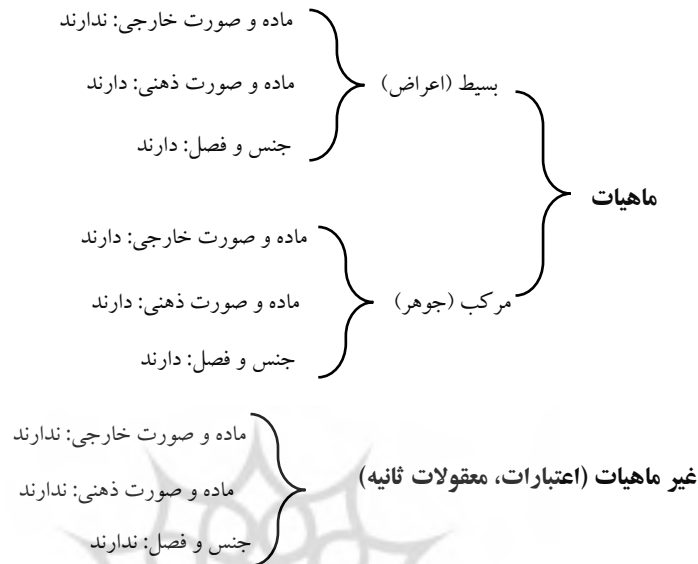 ماده و صورت خارجی: ندارند
بسیط (اعراض)
ماده و صورت ذهنی: دارند
جنس و فصل: دارند
ماهیات
ماده و صورت خارجی: دارند
مرکب (جوهر)
ماده و صورت ذهنی: دارند
جنس و فصل: دارند
ماده و صورت خارجی: ندارند
غیر ماهیات (اعتبارات، معقولات ثانیه)
ماده و صورت ذهنی: ندارند
جنس و فصل: ندارند